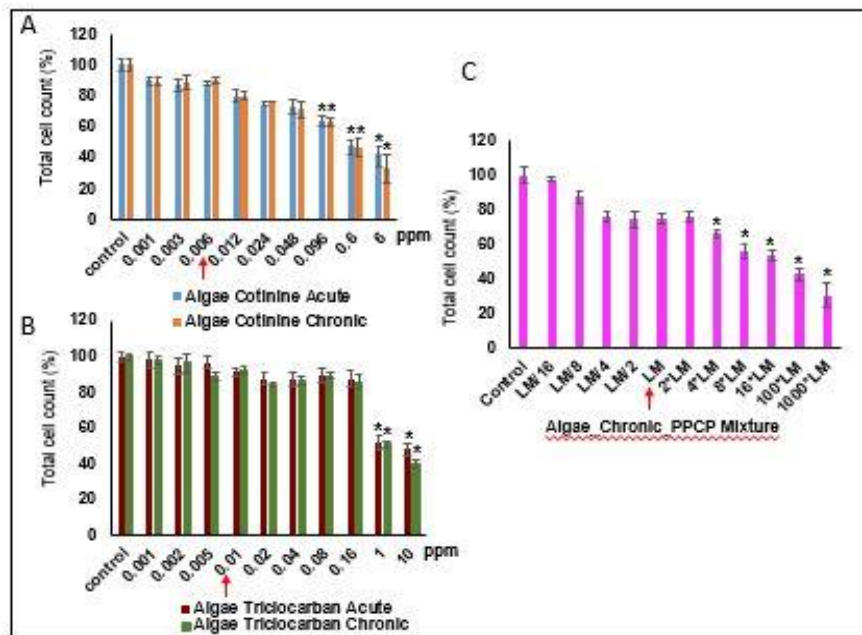 A
Total cell count (%)
120
100
80
60
40
20
0
* *
* *
*
*
control
0.001
0.003
0.006
0.012
0.024
0.048
0.096
0.6
6
ppm
Algae Cotinine Acute
Algae Cotinine Chronic
B
Total cell count (%)
120
100
80
60
40
20
0
* *
*
*
control
0.001
0.002
0.005
0.01
0.02
0.04
0.08
0.16
1
10
ppm
Algae Triclocarban Acute
Algae Triclocarban Chronic
C
Total cell count (%)
120
100
80
60
40
20
0
*
*
*
*
*
Control
LM/16
LM/8
LM/4
LM/2
LM
2*LM
4*LM
8*LM
16*LM
100*LM
1000*LM
Algae_Chronic_PPCP Mixture